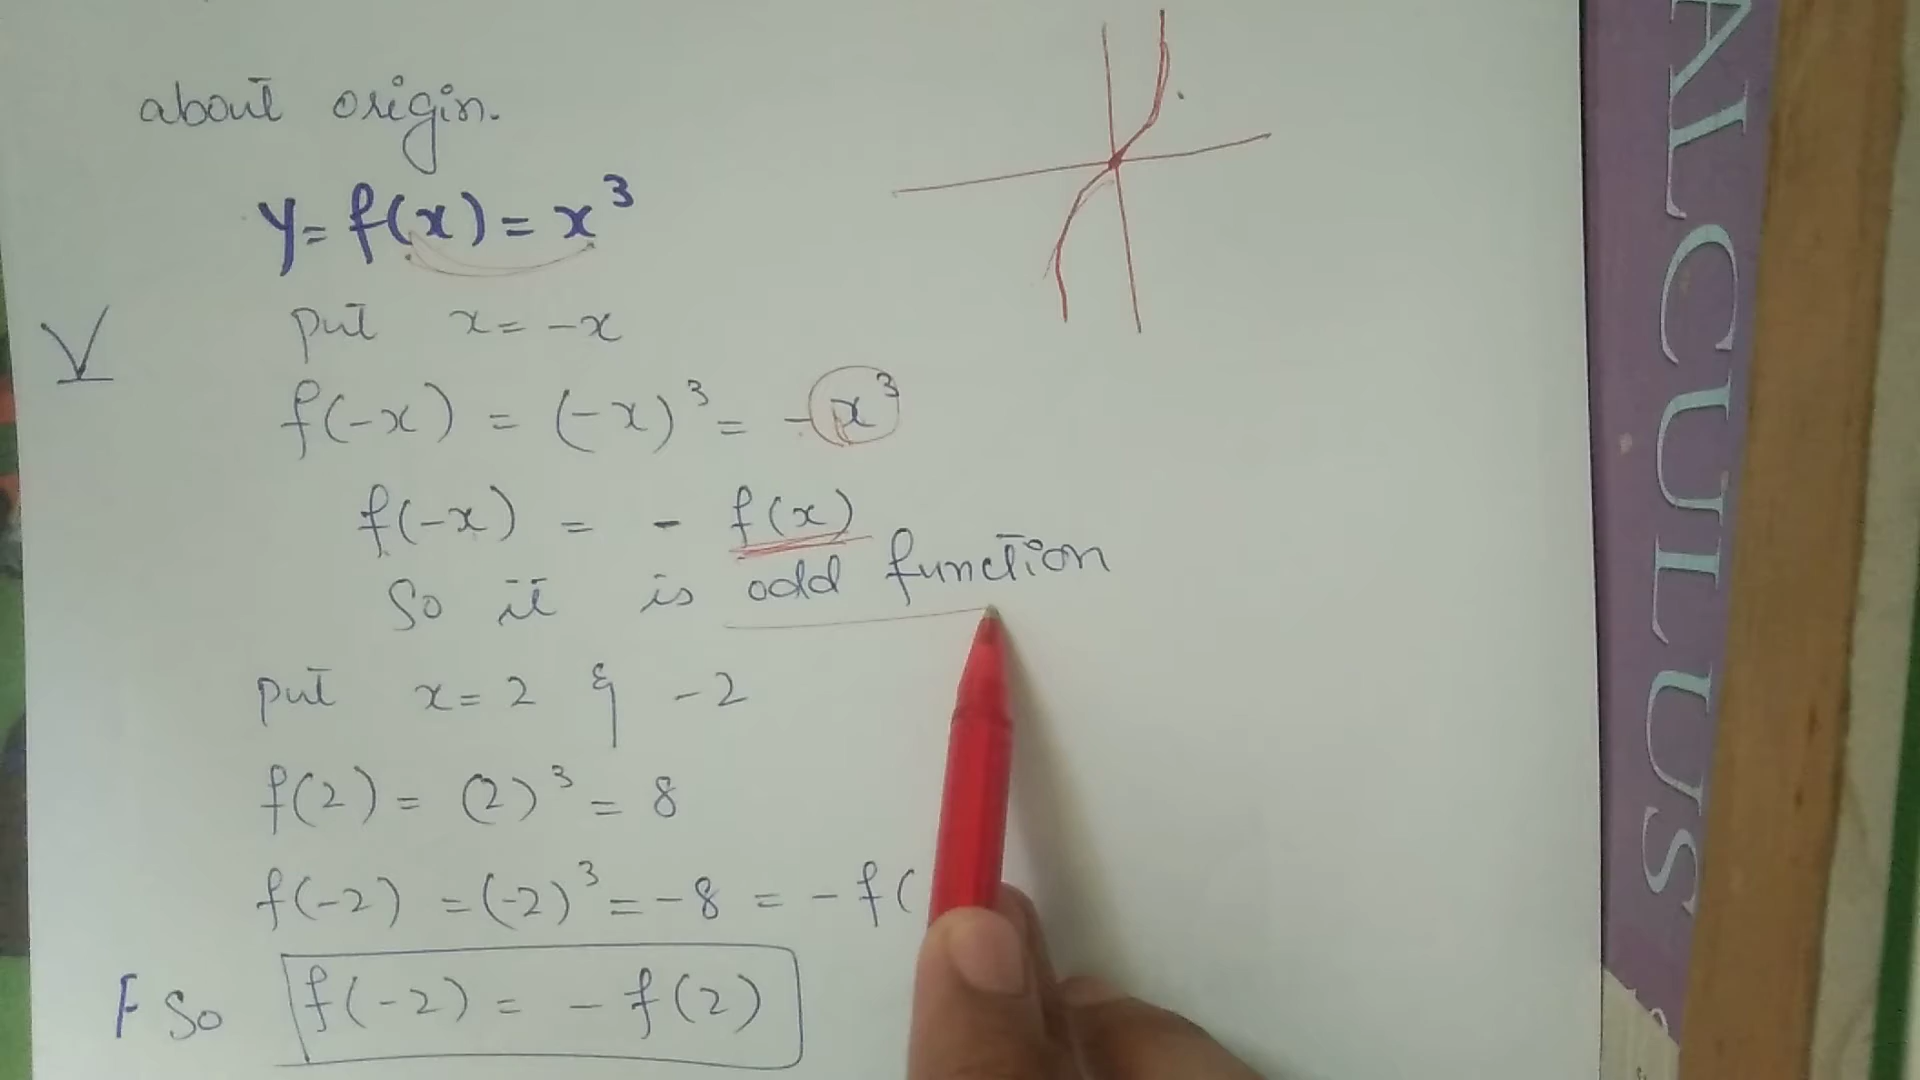 about origin.
y = f(x) = x³
put x = -x
V
f(-x) = (-x)³ = -x³
f(-x) = - f(x)
So it is odd function
put x = 2 & -2
f(2) = (2)³ = 8
f(-2) = (-2)³ = -8 = - f(
F So f(-2) = - f(2)
ALCULUS